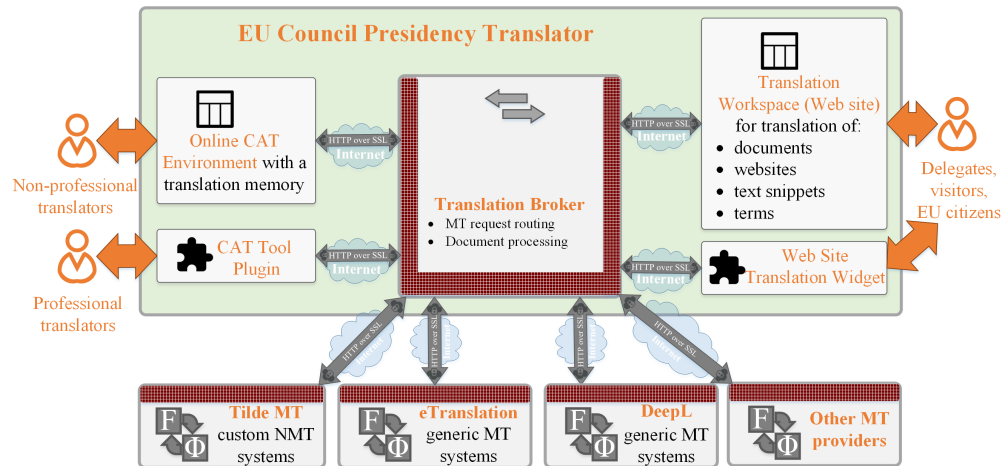 EU Council Presidency Translator
Online CAT
Environment with a
translation memory
HTTP over SSL
Internet
Non-professional
translators
CAT Tool
Plugin
HTTP over SSL
Internet
Professional
translators
Translation Broker
• MT request routing
• Document processing
HTTP over SSL
Internet
Translation
Workspace (Web site)
for translation of:
• documents
• websites
• text snippets
• terms
Delegates,
visitors,
EU citizens
HTTP over SSL
Internet
Web Site
Translation Widget
HTTP over SSL
Internet
HTTP over SSL
Internet
HTTP over SSL
Internet
HTTP over SSL
Internet
F
Φ
Tilde MT
custom NMT
systems
F
Φ
eTranslation
generic MT
systems
F
Φ
DeepL
generic MT
systems
F
Φ
Other MT
providers